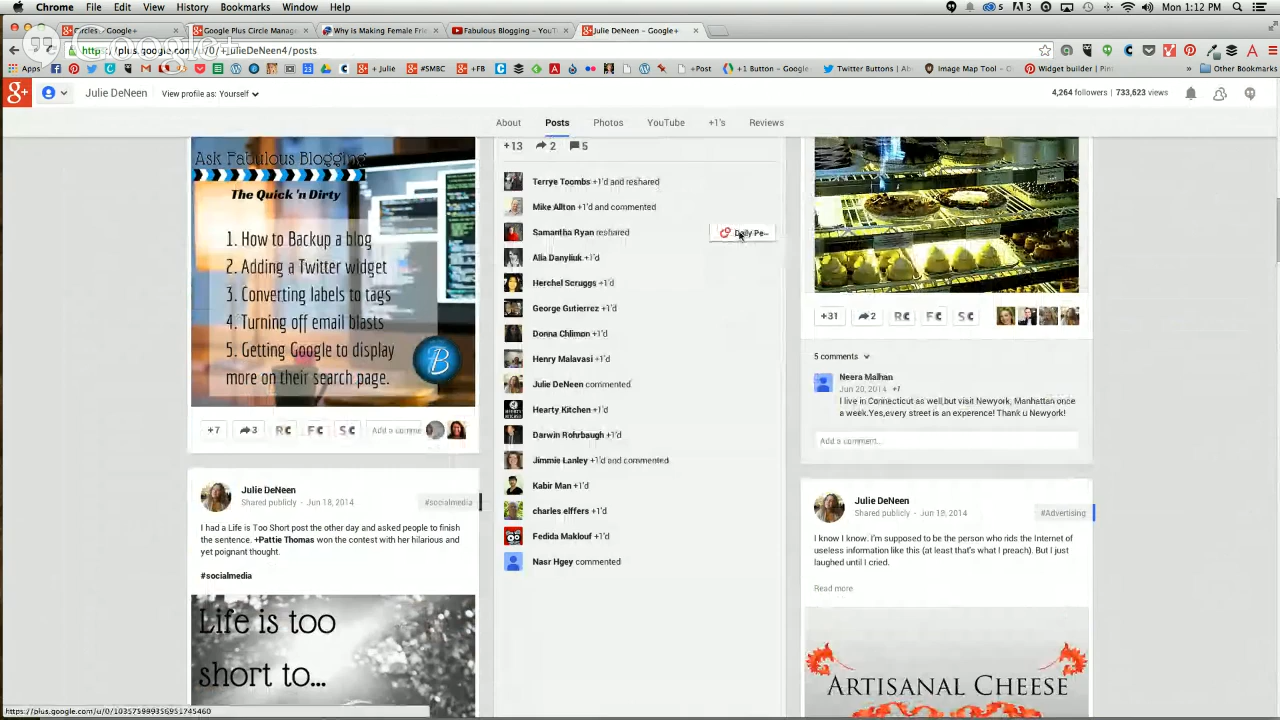 Chrome File Edit View History Bookmarks Window Help
5
3
Mon 1:12 PM
Circles - Google+
Google Plus Circle Manag
Why Is Making Female Frie
Fabulous Blogging - YouTu
Julie DeNeen - Google+
Google+
https://plus.google.com/u/0/+JulieDeNeen4/posts
Apps
+ Julie
#SMBC
+FB
+Post
+1 Button - Google
Twitter Buttons | Ab
Image Map Tool - On
Widget builder | Pin
»
Other Bookmarks
g+
Julie DeNeen
View profile as: Yourself
4,264 followers | 733,623 views
About Posts Photos YouTube +1's Reviews
Ask Fabulous Blogging
The Quick 'n Dirty
1. How to Backup a blog
2. Adding a Twitter widget
3. Converting labels to tags
4. Turning off email blasts
5. Getting Google to display
more on their search page.
B
+7
3
RC
FC
SC
Add a comme
Julie DeNeen
Shared publicly - Jun 18, 2014
#socialmedia
I had a Life is Too Short post the other day and asked people to finish
the sentence. +Pattie Thomas won the contest with her hilarious and
yet poignant thought.
#socialmedia
Life is too
short to...
+13
2
5
Terrye Toombs +1'd and reshared
Mike Allton +1'd and commented
Samantha Ryan reshared
Daily Pe...
Alia Danyliuk +1'd
Herchel Scruggs +1'd
George Gutierrez +1'd
Donna Chlimon +1'd
Henry Malavasi +1'd
Julie DeNeen commented
Hearty Kitchen +1'd
Darwin Rohrbaugh +1'd
Jimmie Lanley +1'd and commented
Kabir Man +1'd
charles elffers +1'd
Fedida Maklouf +1'd
Nasr Hgey commented
+31
2
RC
FC
SC
5 comments
Neera Malhan
Jun 20, 2014 +1
I live in Connecticut as well,but visit Newyork, Manhattan once
a week.Yes,every street is an experence! Thank u Newyork!
Add a comment...
Julie DeNeen
Shared publicly - Jun 18, 2014
#Advertising
I know I know. I'm supposed to be the person who rids the Internet of
useless information like this (at least that's what I preach). But I just
laughed until I cried.
Read more
ARTISANAL CHEESE